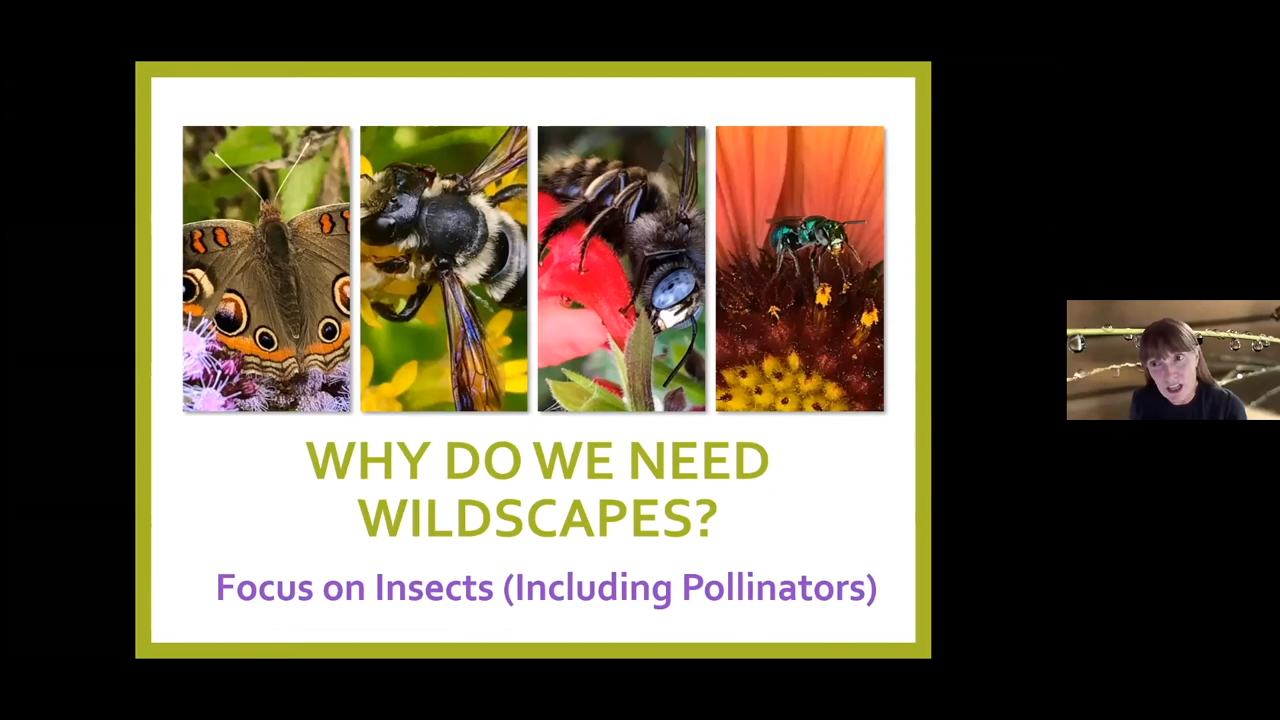 WHY DO WE NEED
WILDSCAPES?
Focus on Insects (Including Pollinators)